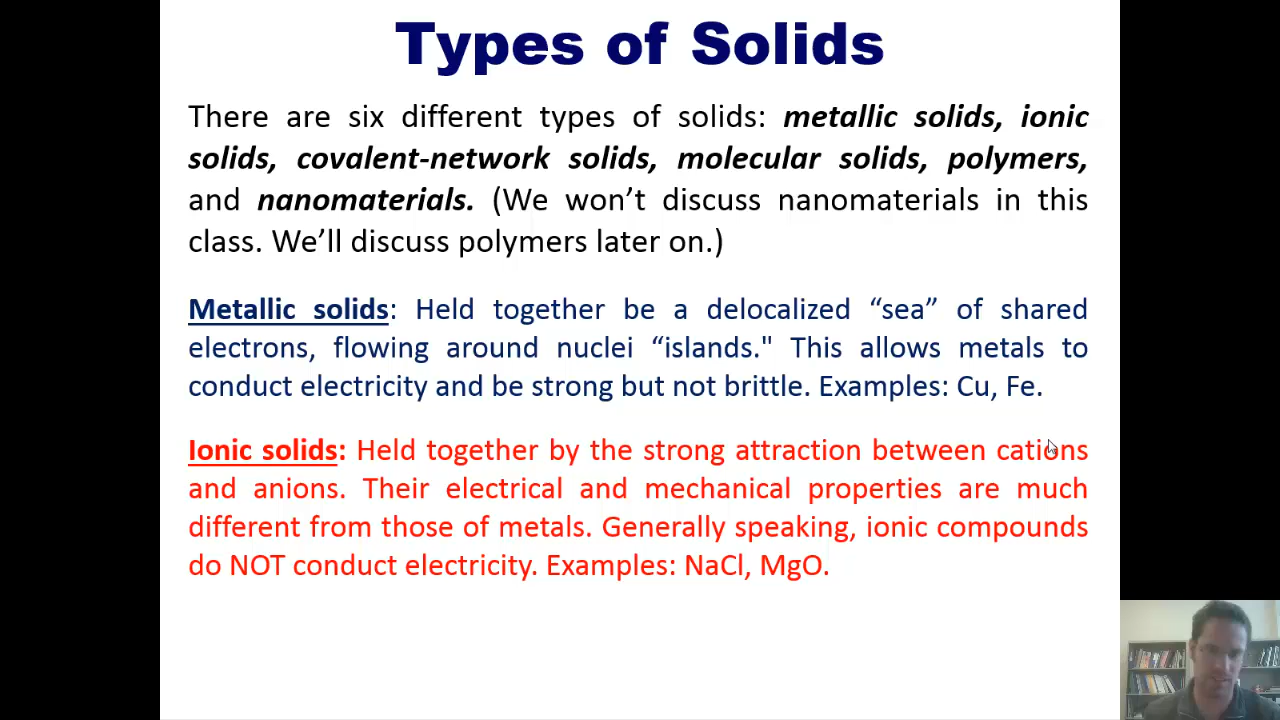 Types of Solids
There are six different types of solids: metallic solids, ionic
solids, covalent-network solids, molecular solids, polymers,
and nanomaterials. (We won’t discuss nanomaterials in this
class. We’ll discuss polymers later on.)
Metallic solids: Held together be a delocalized “sea” of shared
electrons, flowing around nuclei “islands." This allows metals to
conduct electricity and be strong but not brittle. Examples: Cu, Fe.
Ionic solids: Held together by the strong attraction between cations
and anions. Their electrical and mechanical properties are much
different from those of metals. Generally speaking, ionic compounds
do NOT conduct electricity. Examples: NaCl, MgO.